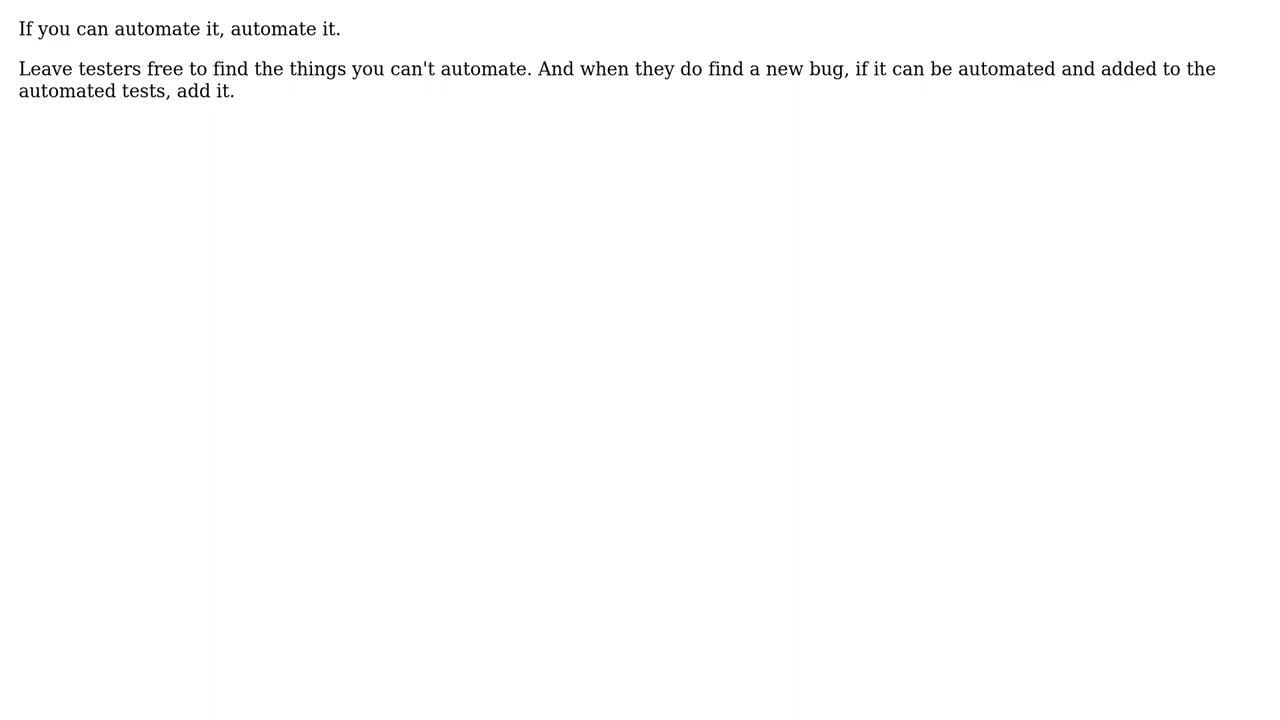 If you can automate it, automate it.
Leave testers free to find the things you can't automate. And when they do find a new bug, if it can be automated and added to the
automated tests, add it.